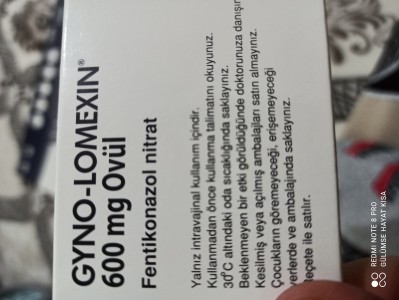 GYNO-LOMEXIN®
600 mg Ovül
Fentikonazol nitrat
Yalnız intravajinal kullanım içindir.
Kullanmadan önce kullanma talimatını okuyunuz.
30°C altındaki oda sıcaklığında saklayınız.
Beklenmeyen bir etki görüldüğünde doktorunuza danışın
Kesilmiş veya açılmış ambalajları satın almayınız.
Çocukların göremeyeceği, erişemeyeceği
yerlerde ve ambalajında saklayınız.
eçete ile satılır.
REDMI NOTE 8 PRO
GÜLÜMSE HAYAT KISA